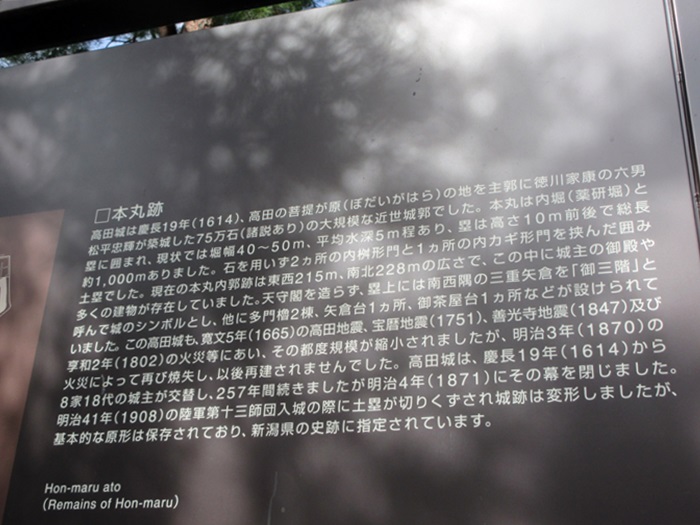 □本丸跡
高田城は慶長19年(1614)、高田の菩提が原(ぼだいがはら)の地を主郭に徳川家康の六男
松平忠輝が築城した75万石(諸説あり)の大規模な近世城郭でした。本丸は内堀(薬研堀)と
塁に囲まれ、現状では堀幅40～50m、平均水深5m程あり、塁は高さ10m前後で総長
約1,000mありました。石を用いず2ヵ所の内桝形門と1ヵ所の内カギ形門を挟んだ囲み
土塁でした。現在の本丸内郭跡は東西215m、南北228mの広さで、この中に城主の御殿や
多くの建物が存在していました。天守閣を造らず、塁上には南西隅の三重矢倉を「御三階」と
呼んで城のシンボルとし、他に多門櫓2棟、矢倉台1ヵ所、御茶屋台1ヵ所などが設けられて
いました。この高田城も、寛文5年(1665)の高田地震、宝暦地震(1751)、善光寺地震(1847)及び
享和2年(1802)の火災等にあい、その都度規模が縮小されましたが、明治3年(1870)の
火災によって再び焼失し、以後再建されませんでした。高田城は、慶長19年(1614)から
8家18代の城主が交替し、257年間続きましたが明治4年(1871)にその幕を閉じました。
明治41年(1908)の陸軍第十三師団入城の際に土塁が切りくずされ城跡は変形しましたが、
基本的な原形は保存されており、新潟県の史跡に指定されています。
Hon-maru ato
(Remains of Hon-maru)